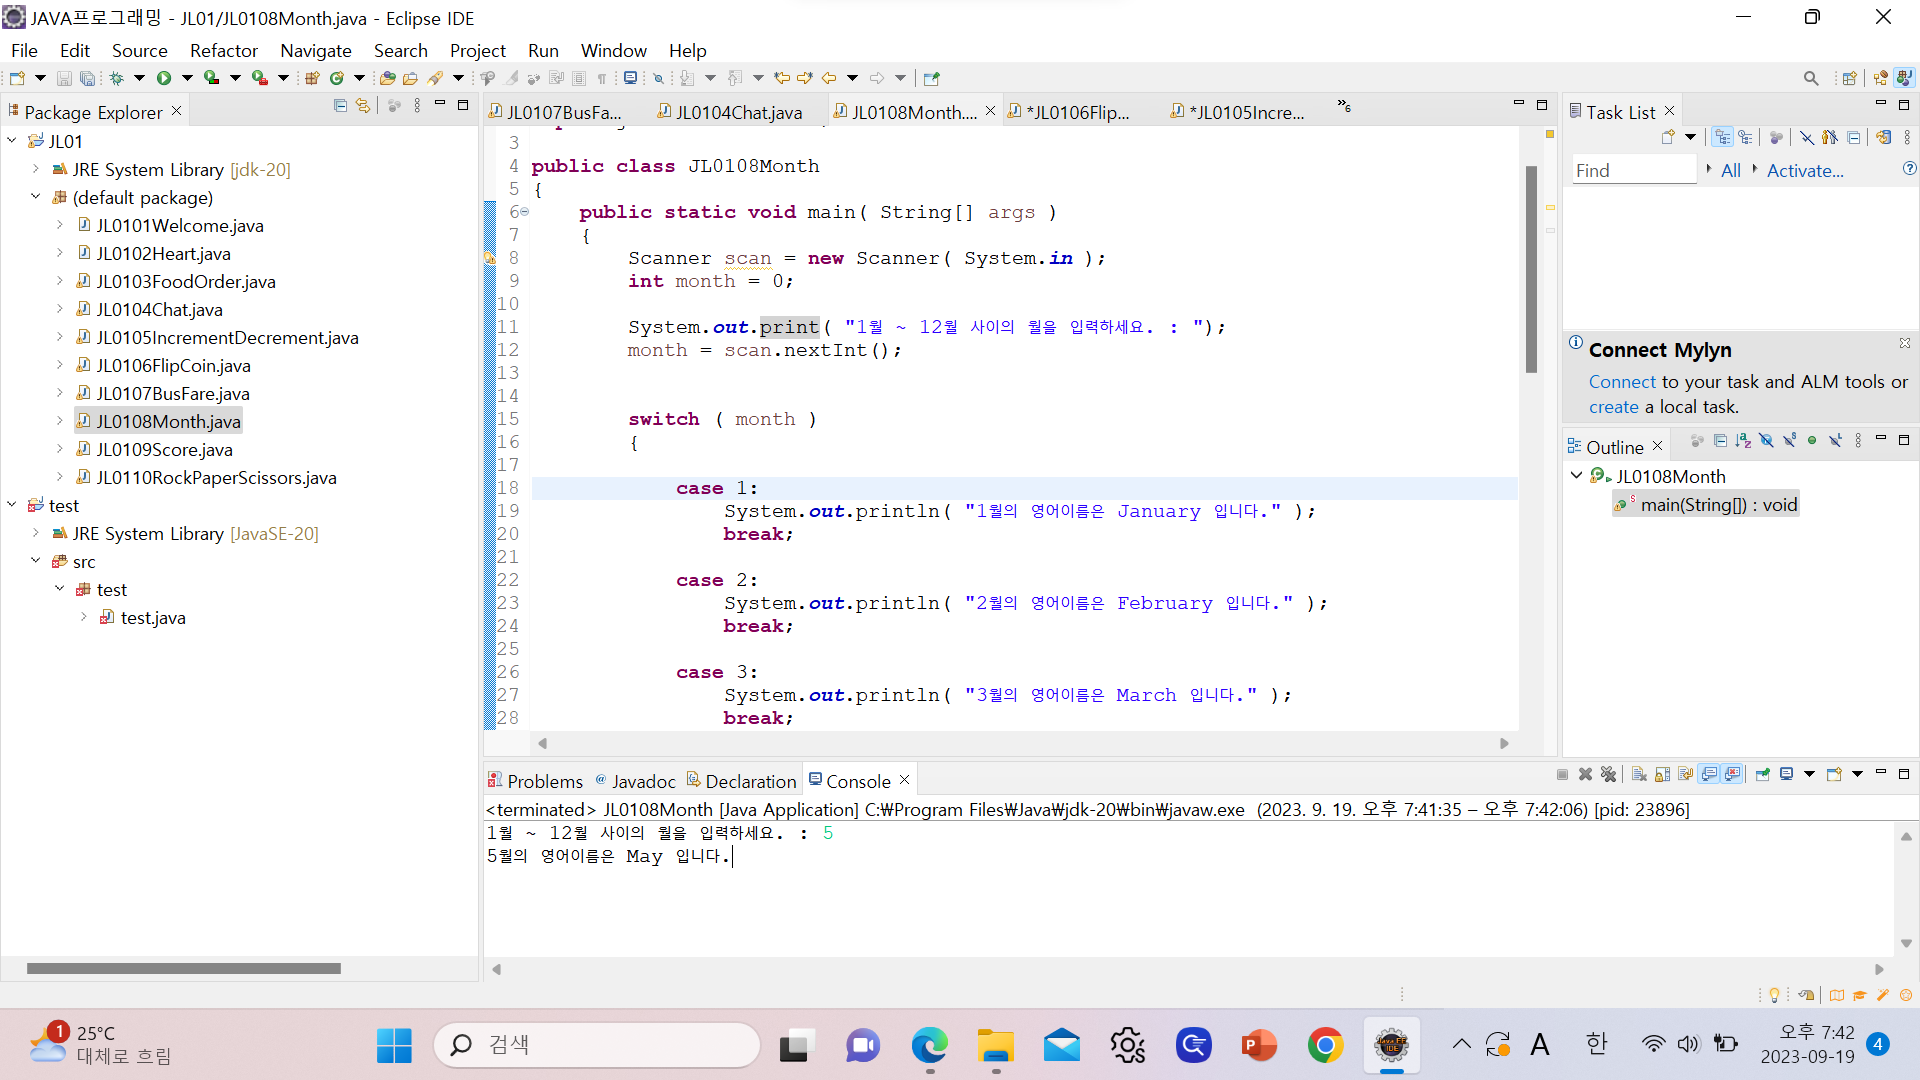 JAVA프로그래밍 - JL01/JL0108Month.java - Eclipse IDE
File Edit Source Refactor Navigate Search Project Run Window Help
Package Explorer
JL01
JRE System Library [jdk-20]
(default package)
JL0101Welcome.java
JL0102Heart.java
JL0103FoodOrder.java
JL0104Chat.java
JL0105IncrementDecrement.java
JL0106FlipCoin.java
JL0107BusFare.java
JL0108Month.java
JL0109Score.java
JL0110RockPaperScissors.java
test
JRE System Library [JavaSE-20]
src
test
test.java
JL0107BusFa... JL0104Chat.java JL0108Month.... *JL0106Flip... *JL0105Incre... »6
3
4 public class JL0108Month
5 {
6 public static void main( String[] args )
7 {
8 Scanner scan = new Scanner( System.in );
9 int month = 0;
10
11 System.out.print( "1월 ~ 12월 사이의 월을 입력하세요. : ");
12 month = scan.nextInt();
13
14
15 switch ( month )
16 {
17
18 case 1:
19 System.out.println( "1월의 영어이름은 January 입니다." );
20 break;
21
22 case 2:
23 System.out.println( "2월의 영어이름은 February 입니다." );
24 break;
25
26 case 3:
27 System.out.println( "3월의 영어이름은 March 입니다." );
28 break;
Task List
Find All Activate...
Connect Mylyn
Connect to your task and ALM tools or
create a local task.
Outline
JL0108Month
main(String[]) : void
Problems @ Javadoc Declaration Console
<terminated> JL0108Month [Java Application] C:₩Program Files₩Java₩jdk-20₩bin₩javaw.exe (2023. 9. 19. 오후 7:41:35 – 오후 7:42:06) [pid: 23896]
1월 ~ 12월 사이의 월을 입력하세요. : 5
5월의 영어이름은 May 입니다.
1
25°C
대체로 흐림
검색
A 한
오후 7:42
2023-09-19
4